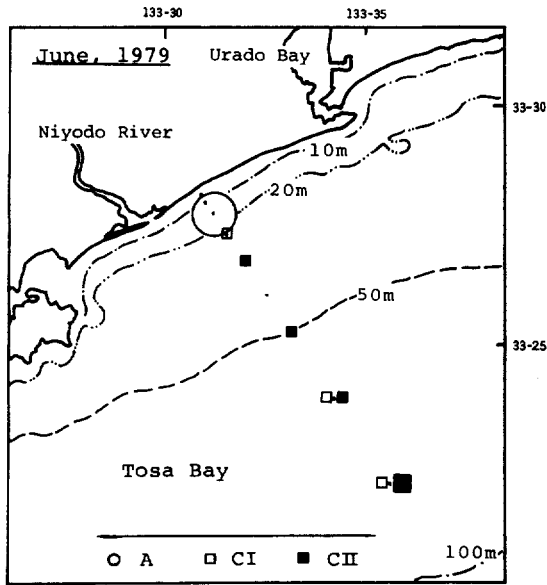 133-30 133-35
June, 1979
Urado Bay
33-30
Niyodo River
10m
20m
50m
33-25
Tosa Bay
100m
A CI CII